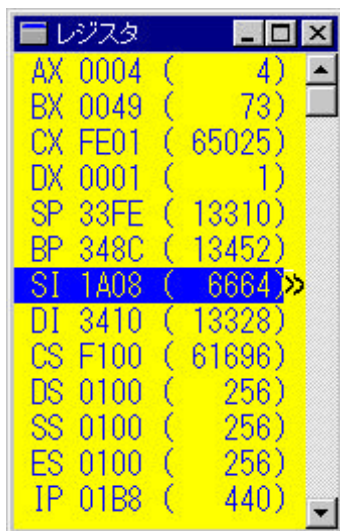 レジスタ
AX 0004 ( 4)
BX 0049 ( 73)
CX FE01 ( 65025)
DX 0001 ( 1)
SP 33FE ( 13310)
BP 348C ( 13452)
SI 1A08 ( 6664)»
DI 3410 ( 13328)
CS F100 ( 61696)
DS 0100 ( 256)
SS 0100 ( 256)
ES 0100 ( 256)
IP 01B8 ( 440)